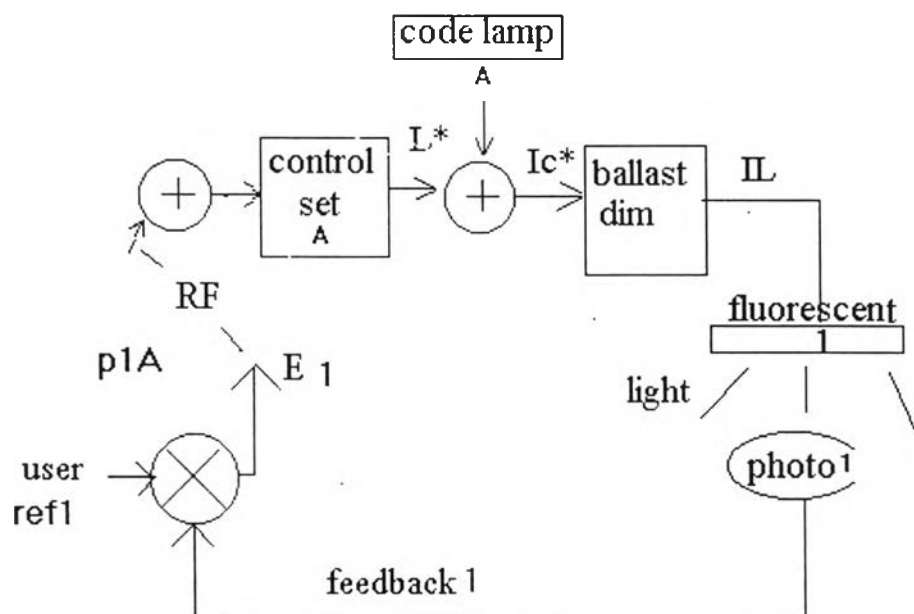 code lamp
A
L*
Ic*
IL
control
set
A
ballast
dim
+
+
RF
fluorescent
1
p1A
E 1
light
user
ref1
photo1
feedback 1